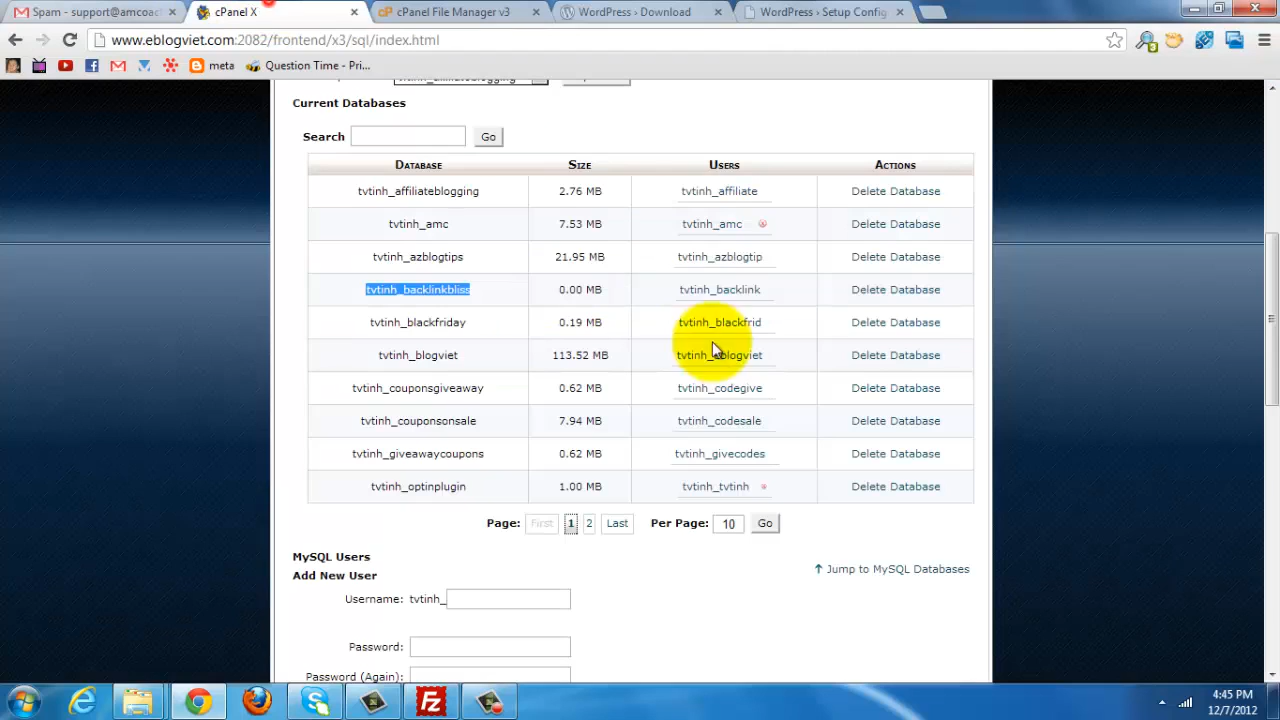 Spam - support@amcoach
cPanel X
cPanel File Manager v3
WordPress › Download
WordPress › Setup Config
www.eblogviet.com:2082/frontend/x3/sql/index.html
meta
Question Time - Pri...
Current Databases
Search
Go
DATABASE SIZE USERS ACTIONS
tvtinh_affiliateblogging 2.76 MB tvtinh_affiliate Delete Database
tvtinh_amc 7.53 MB tvtinh_amc Delete Database
tvtinh_azblogtips 21.95 MB tvtinh_azblogtip Delete Database
tvtinh_backlinkbliss 0.00 MB tvtinh_backlink Delete Database
tvtinh_blackfriday 0.19 MB tvtinh_blackfrid Delete Database
tvtinh_blogviet 113.52 MB tvtinh_eblogviet Delete Database
tvtinh_couponsgiveaway 0.62 MB tvtinh_codegive Delete Database
tvtinh_couponsonsale 7.94 MB tvtinh_codesale Delete Database
tvtinh_giveawaycoupons 0.62 MB tvtinh_givecodes Delete Database
tvtinh_optinplugin 1.00 MB tvtinh_tvtinh Delete Database
Page: First 1 2 Last Per Page: 10 Go
MySQL Users
Jump to MySQL Databases
Add New User
Username: tvtinh_
Password:
Password (Again):
4:45 PM
12/7/2012